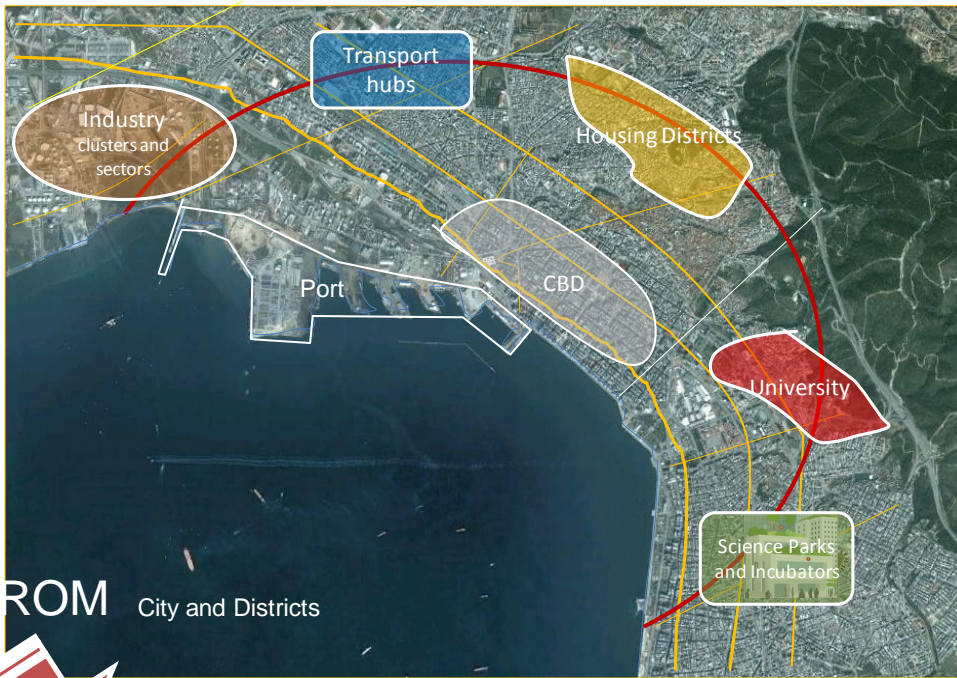 Transport
hubs
Industry
clusters and
sectors
Housing Districts
Port
CBD
University
Science Parks
and Incubators
ROM City and Districts